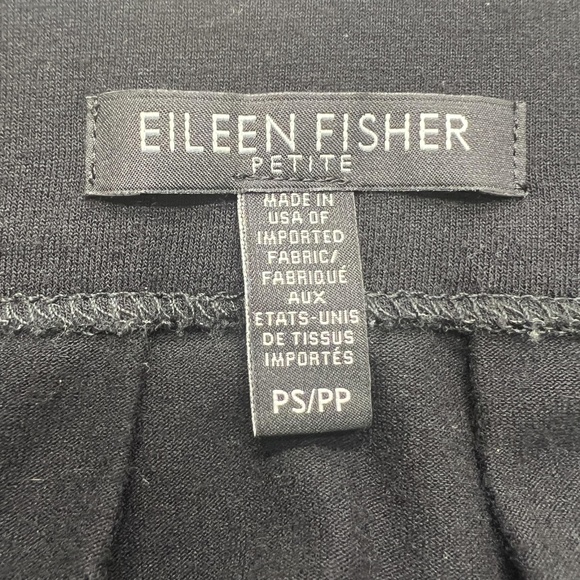 EILEEN FISHER
PETITE
MADE IN
USA OF
IMPORTED
FABRIC/
FABRIQUÉ
AUX
ETATS-UNIS
DE TISSUS
IMPORTÉS
PS/PP